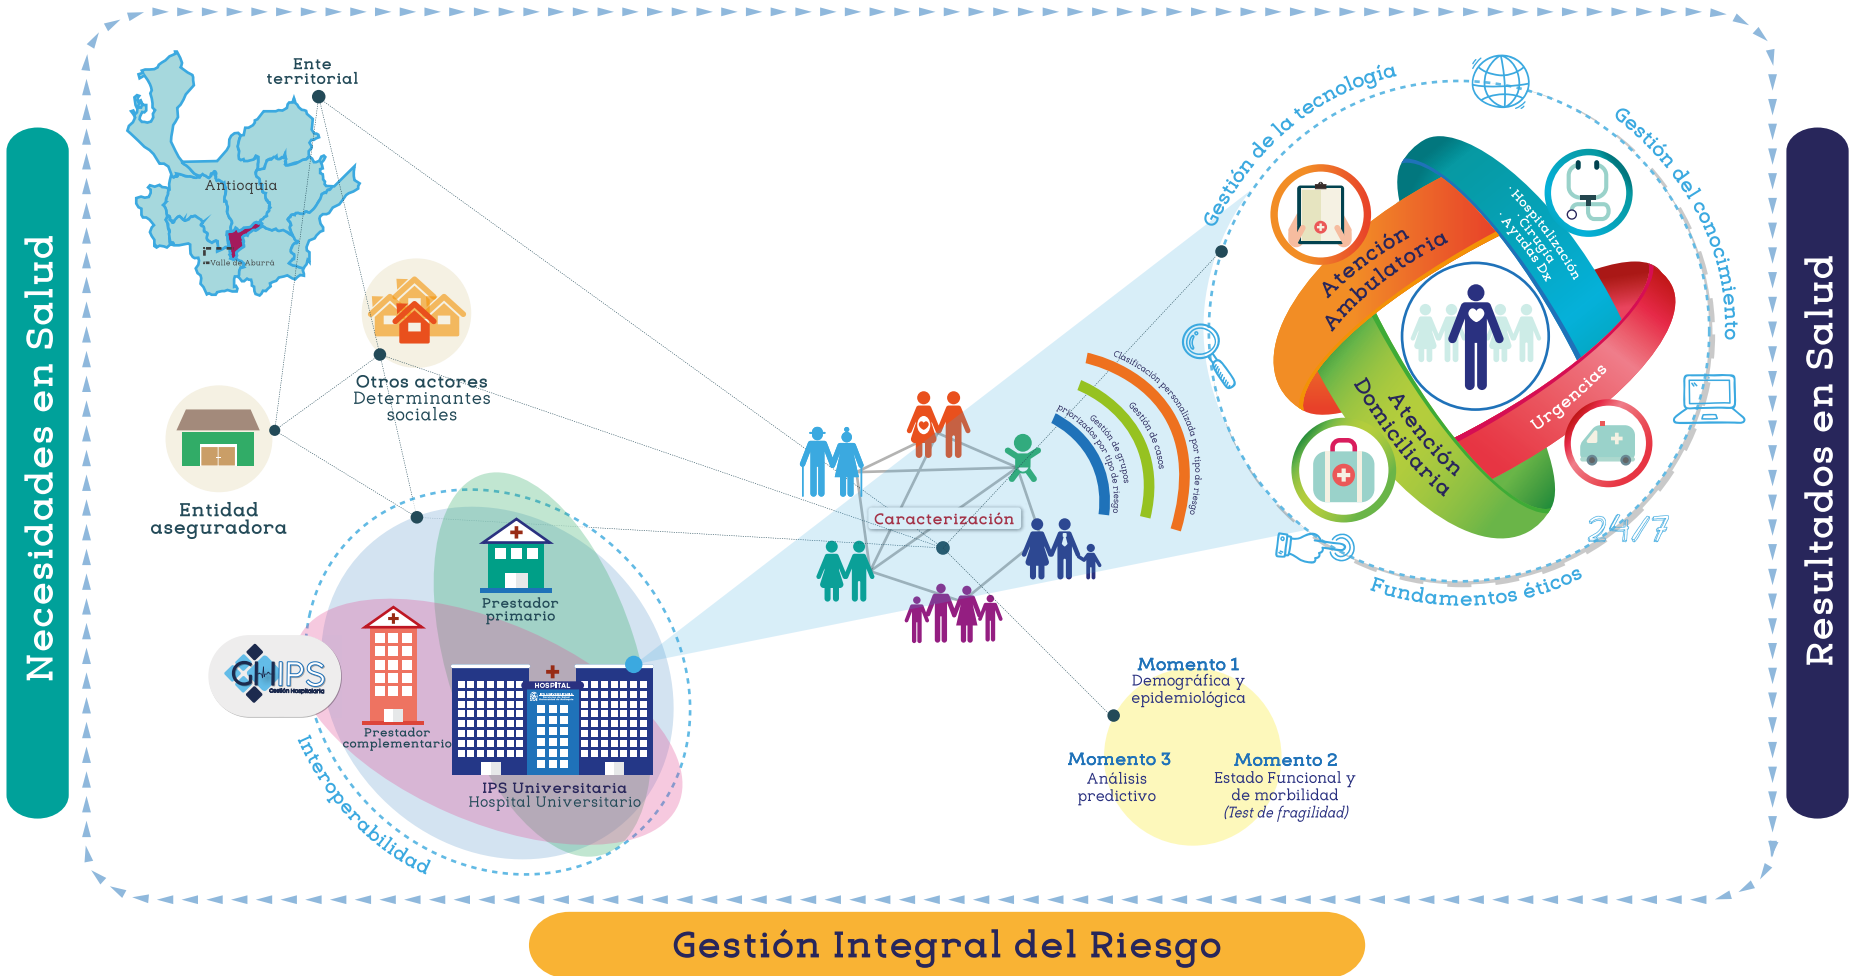 Necesidades en Salud
Ente
territorial
Antioquia
Valle de Aburrá
Otros actores
Determinantes
sociales
Entidad
aseguradora
Prestador
primario
GHIPS
Gestión Hospitalaria
Prestador
complementario
HOSPITAL
IPS Universitaria
Hospital Universitario
Interoperabilidad
Caracterización
Clasificación personalizada por tipo de riesgo
Gestión de casos
Gestión de grupos
priorizados por tipo de riesgo
Momento 1
Demográfica y
epidemiológica
Momento 3
Análisis
predictivo
Momento 2
Estado Funcional y
de morbilidad
(Test de fragilidad)
Gestión de la tecnología
Gestión del conocimiento
Atención
Ambulatoria
· Hospitalización
· Cirugía
· Ayudas Dx
Urgencias
Atención
Domiciliaria
24/7
Fundamentos éticos
Resultados en Salud
Gestión Integral del Riesgo